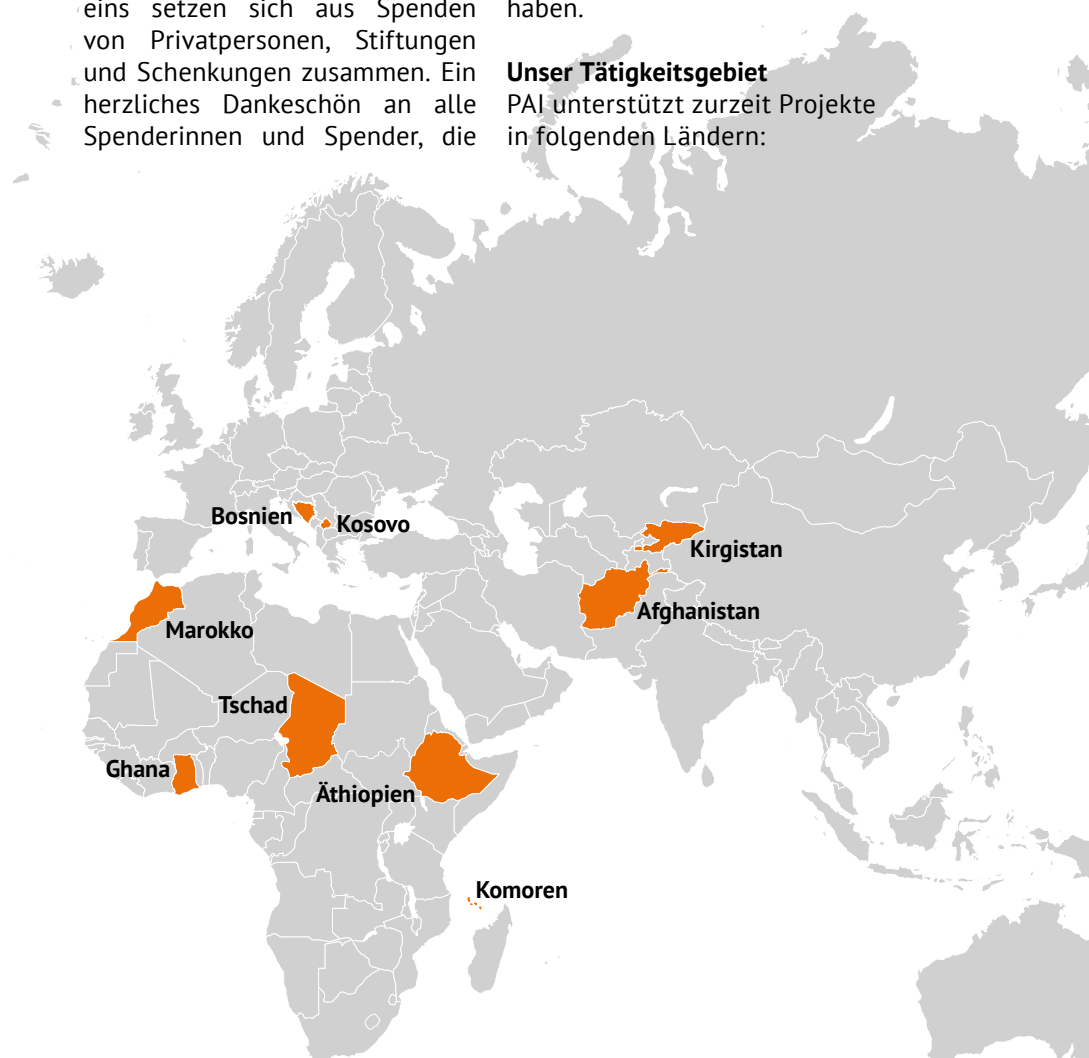 eins setzen sich aus Spenden
von Privatpersonen, Stiftungen
und Schenkungen zusammen. Ein
herzliches Dankeschön an alle
Spenderinnen und Spender, die
haben.
Unser Tätigkeitsgebiet
PAI unterstützt zurzeit Projekte
in folgenden Ländern:
Bosnien
Kosovo
Kirgistan
Afghanistan
Marokko
Tschad
Ghana
Äthiopien
Komoren